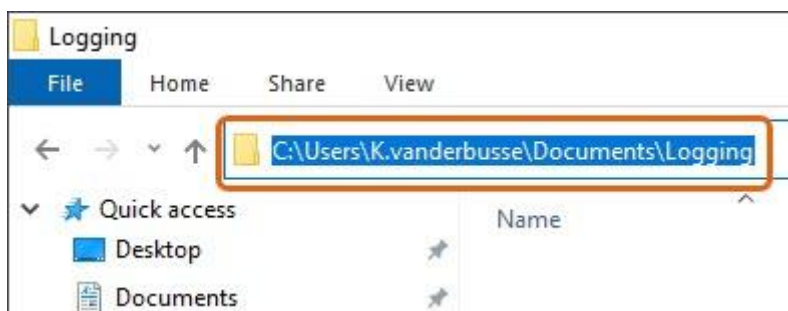 Logging
File Home Share View
C:\Users\K.vanderbusse\Documents\Logging
Quick access
Name
Desktop
Documents